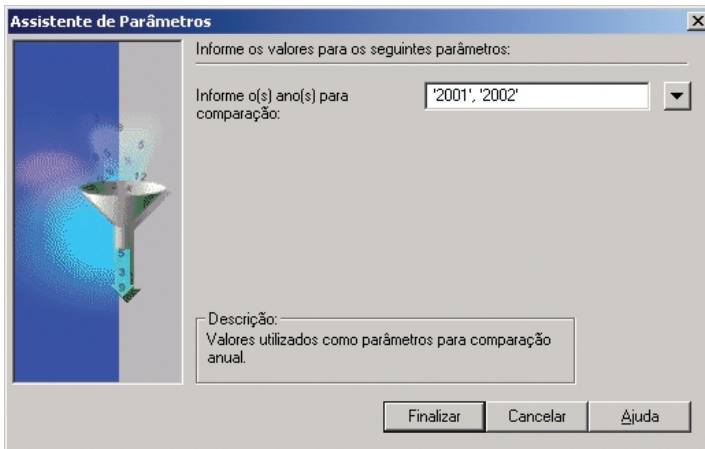 Assistente de Parâmetros
Informe os valores para os seguintes parâmetros:
Informe o(s) ano(s) para
comparação:
'2001', '2002'
Descrição:
Valores utilizados como parâmetros para comparação
anual.
Finalizar Cancelar Ajuda